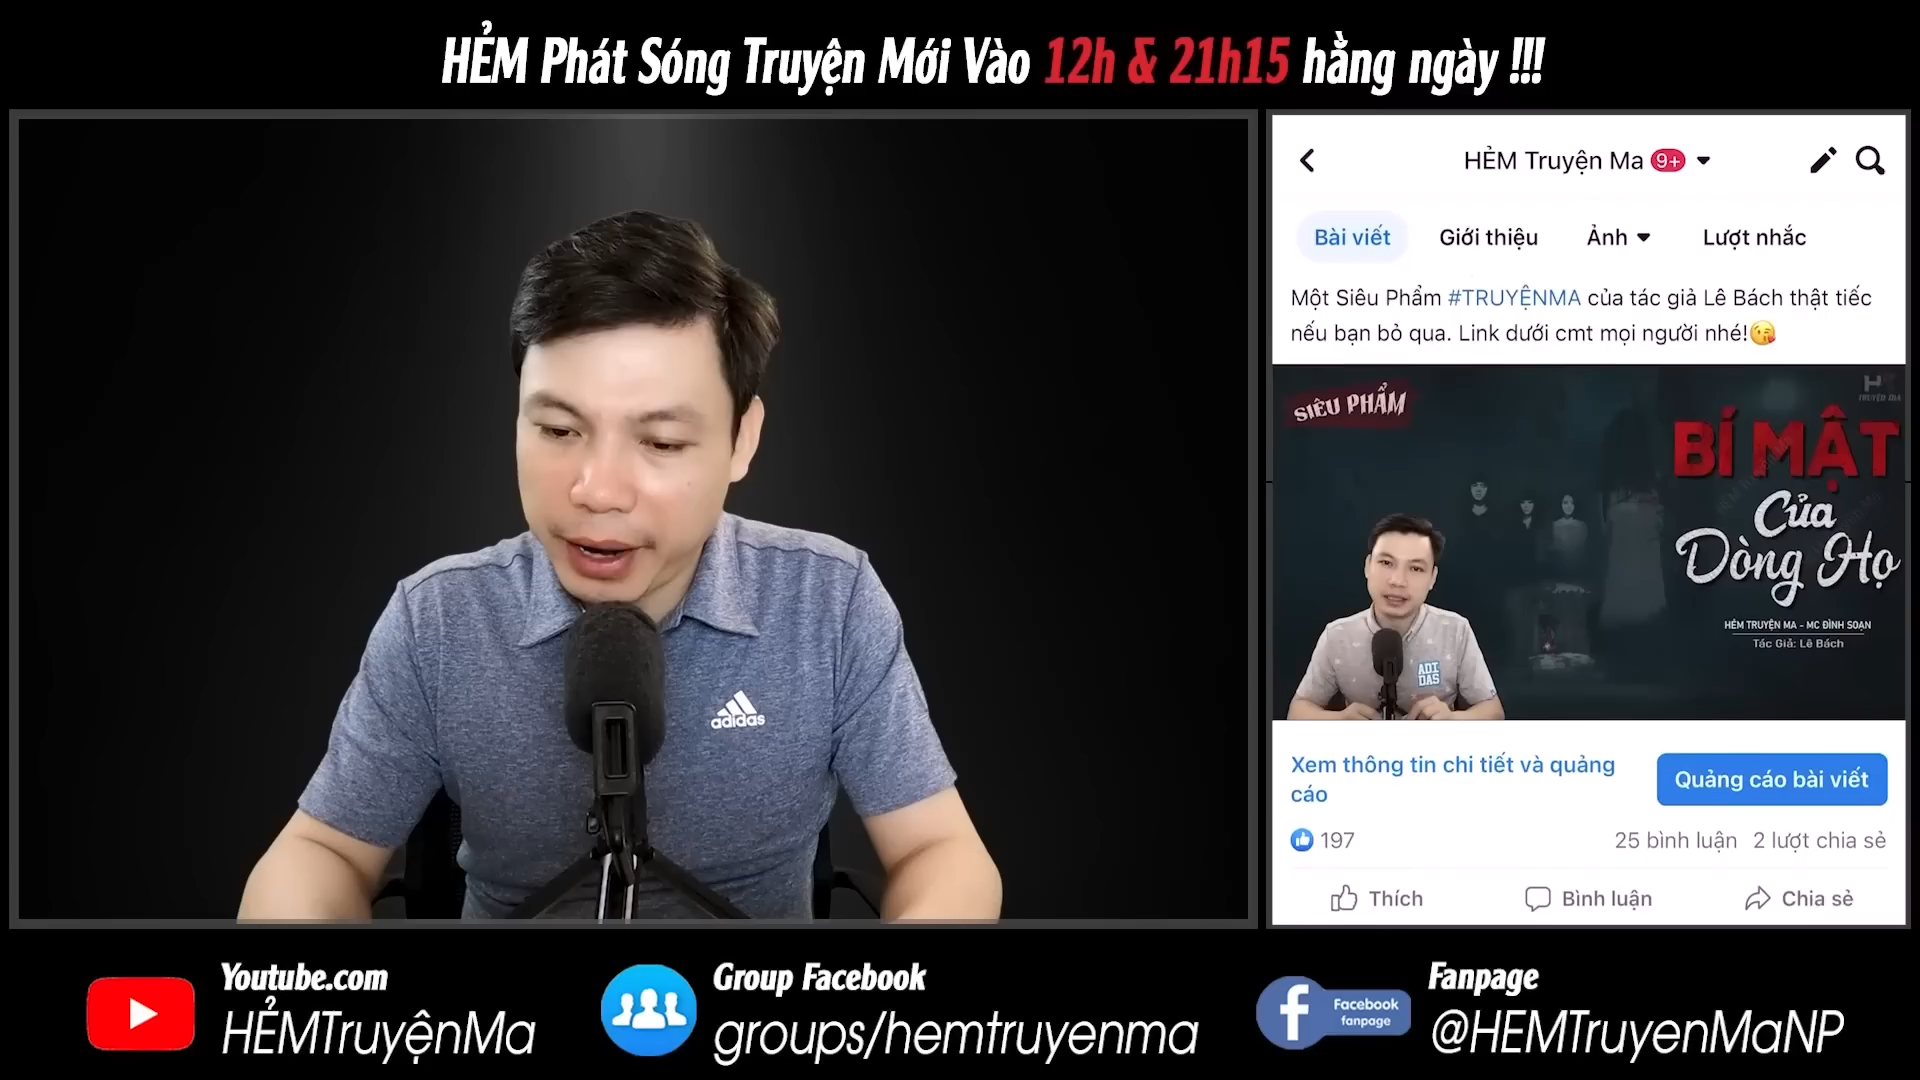 HẺM Phát Sóng Truyện Mới Vào 12h & 21h15 hằng ngày !!!
adidas
HẺM Truyện Ma 9+
Bài viết Giới thiệu Ảnh Lượt nhắc
Một Siêu Phẩm #TRUYỆNMA của tác giả Lê Bách thật tiếc
nếu bạn bỏ qua. Link dưới cmt mọi người nhé!😘
SIÊU PHẨM
TRUYỆN MA
BÍ MẬT
Của
Dòng Họ
HẺM TRUYỆN MA - MC ĐÌNH SOẠN
Tác Giả: Lê Bách
ADI
DAS
Xem thông tin chi tiết và quảng
cáo
Quảng cáo bài viết
197
25 bình luận 2 lượt chia sẻ
Thích Bình luận Chia sẻ
Youtube.com
HẺMTruyệnMa
Group Facebook
groups/hemtruyenma
Facebook
fanpage
Fanpage
@HEMTruyenMaNP